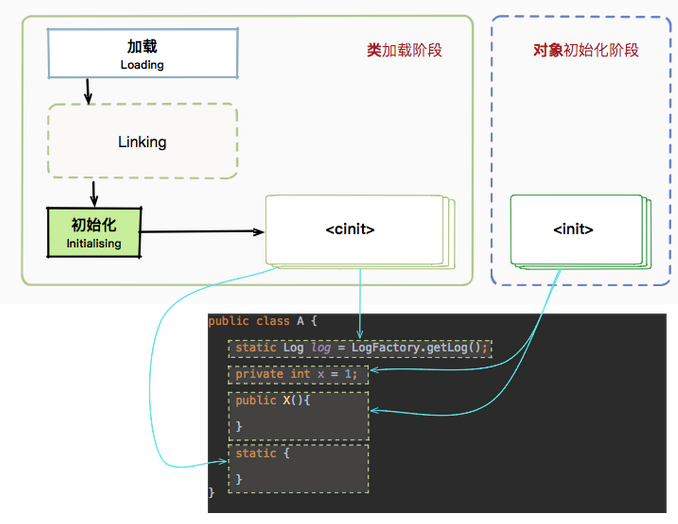 加载
Loading
类加载阶段
对象初始化阶段
Linking
初始化
Initialising
<cinit>
<init>
public class A {
static Log log = LogFactory.getLog();
private int x = 1;
public X(){
}
static {
}
}